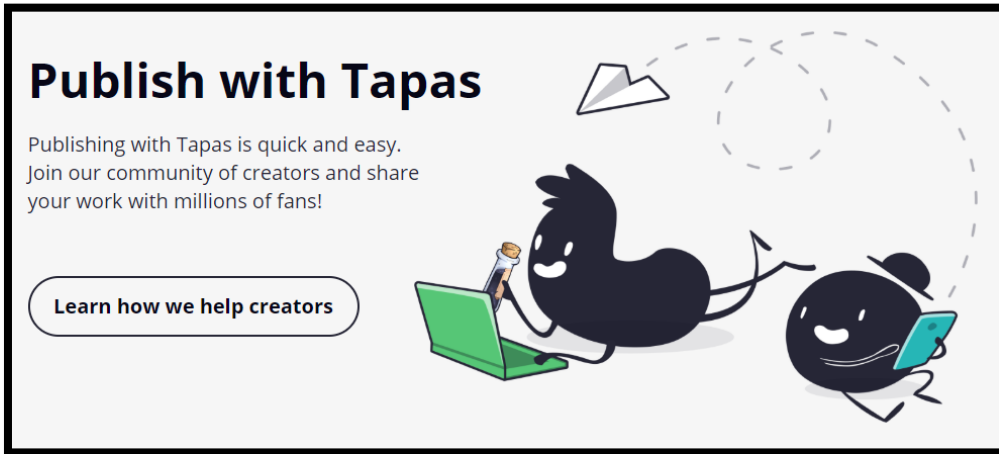 Publish with Tapas
Publishing with Tapas is quick and easy.
Join our community of creators and share
your work with millions of fans!
Learn how we help creators